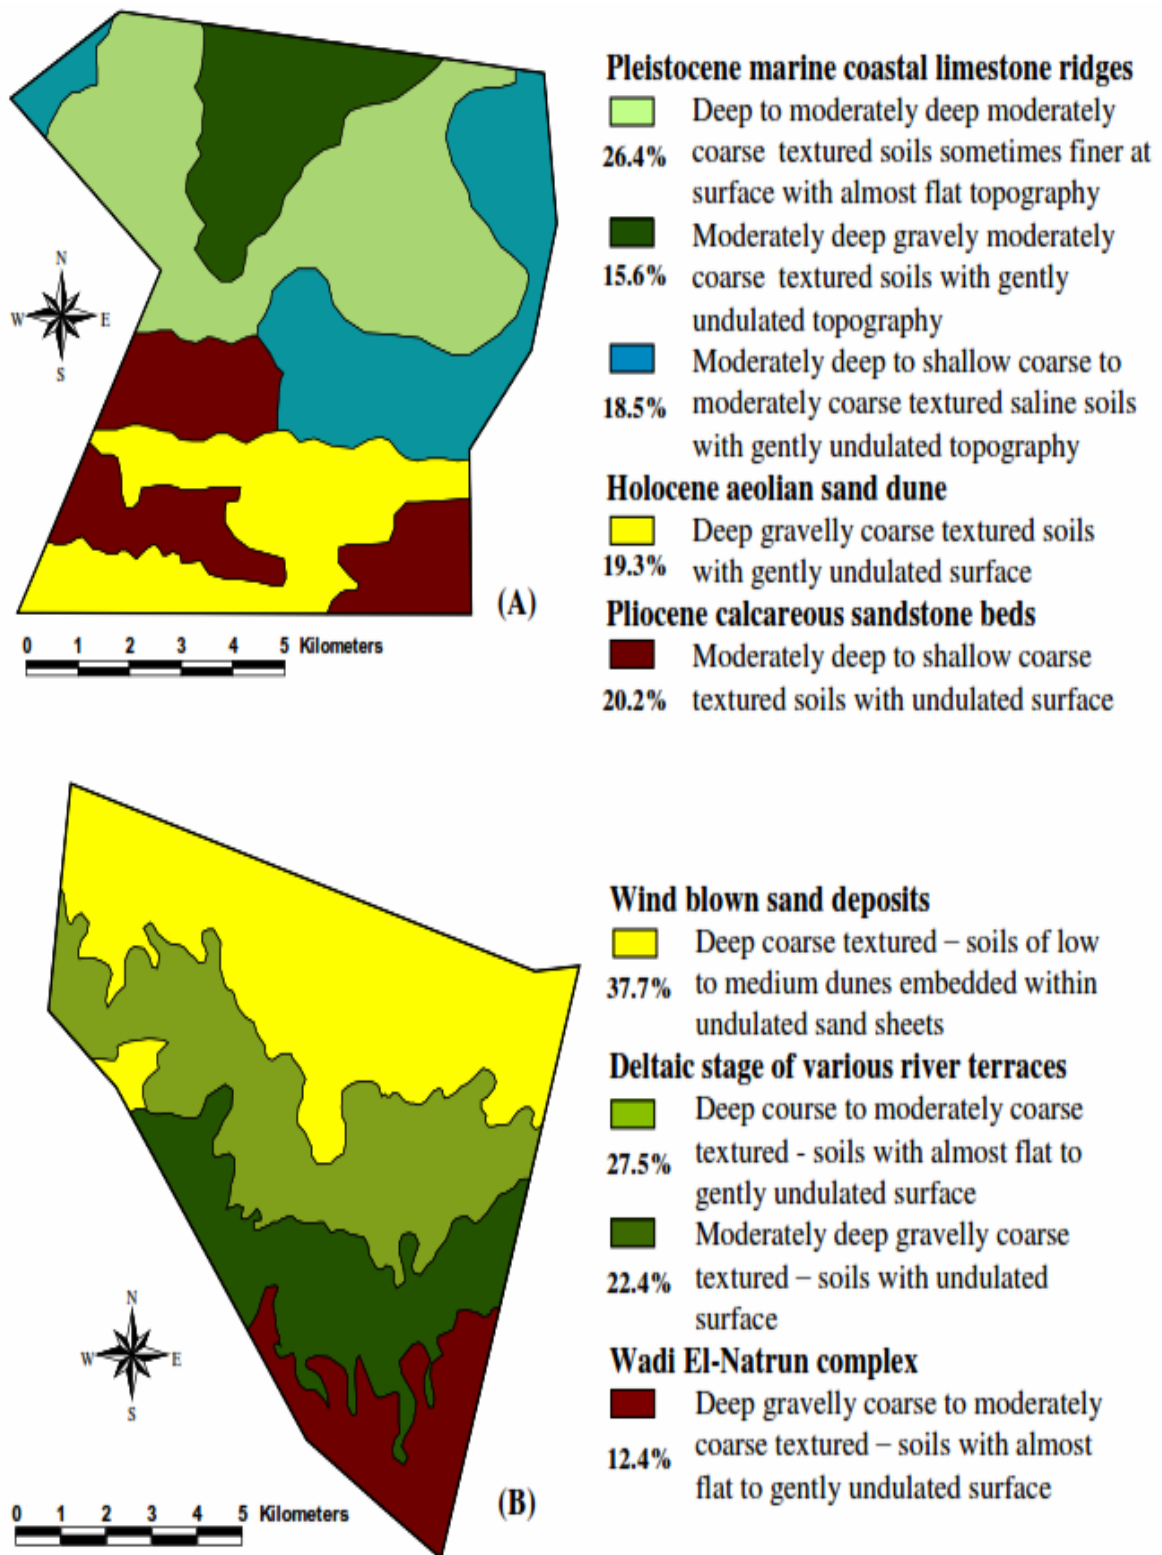 Pleistocene marine coastal limestone ridges
Deep to moderately deep moderately
26.4% coarse textured soils sometimes finer at
surface with almost flat topography
Moderately deep gravely moderately
15.6% coarse textured soils with gently
undulated topography
Moderately deep to shallow coarse to
18.5% moderately coarse textured saline soils
with gently undulated topography
Holocene aeolian sand dune
Deep gravelly coarse textured soils
19.3% with gently undulated surface
Pliocene calcareous sandstone beds
Moderately deep to shallow coarse
20.2% textured soils with undulated surface
N
W E
S
(A)
0 1 2 3 4 5 Kilometers
Wind blown sand deposits
Deep coarse textured – soils of low
37.7% to medium dunes embedded within
undulated sand sheets
Deltaic stage of various river terraces
Deep course to moderately coarse
27.5% textured - soils with almost flat to
gently undulated surface
Moderately deep gravelly coarse
22.4% textured – soils with undulated
surface
Wadi El-Natrun complex
Deep gravelly coarse to moderately
12.4% coarse textured – soils with almost
flat to gently undulated surface
N
W E
S
(B)
0 1 2 3 4 5 Kilometers